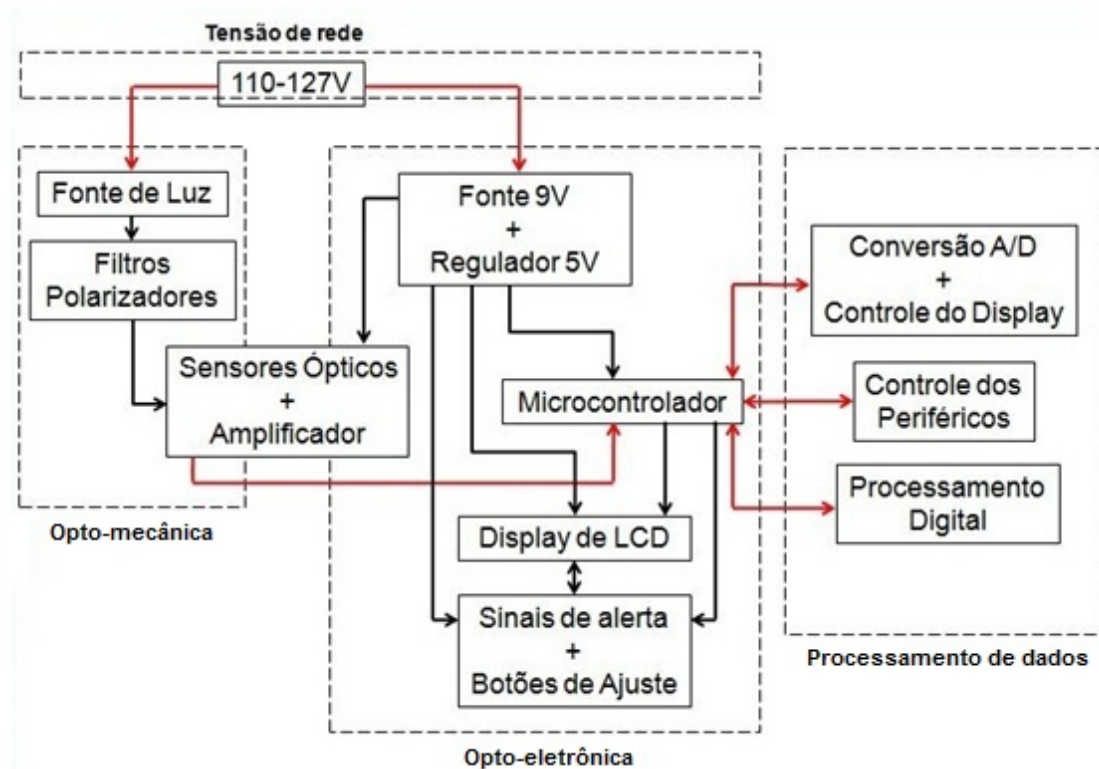 Tensão de rede
110-127V
Fonte de Luz
Filtros
Polarizadores
Sensores Ópticos
+
Amplificador
Opto-mecânica
Fonte 9V
+
Regulador 5V
Microcontrolador
Display de LCD
Sinais de alerta
+
Botões de Ajuste
Opto-eletrônica
Conversão A/D
+
Controle do Display
Controle dos
Periféricos
Processamento
Digital
Processamento de dados